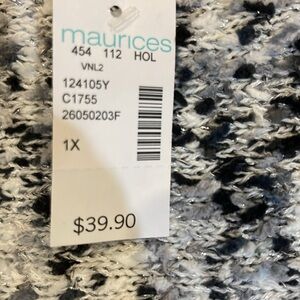 maurices
454 112 HOL
VNL2
124105Y
C1755
26050203F
1X
$39.90